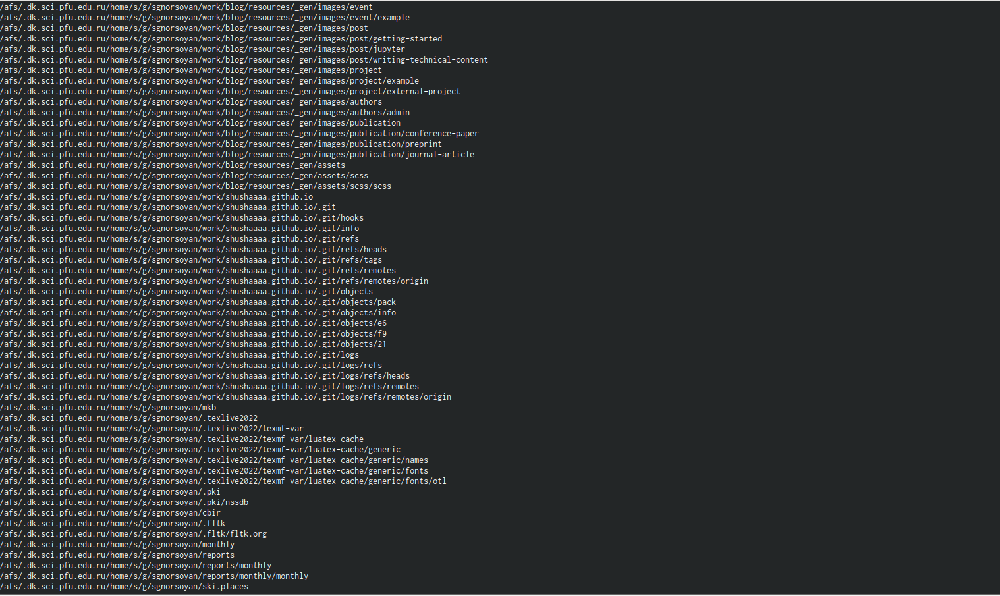 /afs/.dk.sci.pfu.edu.ru/home/s/g/sgnorsoyan/work/blog/resources/_gen/images/event
/afs/.dk.sci.pfu.edu.ru/home/s/g/sgnorsoyan/work/blog/resources/_gen/images/event/example
/afs/.dk.sci.pfu.edu.ru/home/s/g/sgnorsoyan/work/blog/resources/_gen/images/post
/afs/.dk.sci.pfu.edu.ru/home/s/g/sgnorsoyan/work/blog/resources/_gen/images/post/getting-started
/afs/.dk.sci.pfu.edu.ru/home/s/g/sgnorsoyan/work/blog/resources/_gen/images/post/jupyter
/afs/.dk.sci.pfu.edu.ru/home/s/g/sgnorsoyan/work/blog/resources/_gen/images/post/writing-technical-content
/afs/.dk.sci.pfu.edu.ru/home/s/g/sgnorsoyan/work/blog/resources/_gen/images/project
/afs/.dk.sci.pfu.edu.ru/home/s/g/sgnorsoyan/work/blog/resources/_gen/images/project/example
/afs/.dk.sci.pfu.edu.ru/home/s/g/sgnorsoyan/work/blog/resources/_gen/images/project/external-project
/afs/.dk.sci.pfu.edu.ru/home/s/g/sgnorsoyan/work/blog/resources/_gen/images/authors
/afs/.dk.sci.pfu.edu.ru/home/s/g/sgnorsoyan/work/blog/resources/_gen/images/authors/admin
/afs/.dk.sci.pfu.edu.ru/home/s/g/sgnorsoyan/work/blog/resources/_gen/images/publication
/afs/.dk.sci.pfu.edu.ru/home/s/g/sgnorsoyan/work/blog/resources/_gen/images/publication/conference-paper
/afs/.dk.sci.pfu.edu.ru/home/s/g/sgnorsoyan/work/blog/resources/_gen/images/publication/preprint
/afs/.dk.sci.pfu.edu.ru/home/s/g/sgnorsoyan/work/blog/resources/_gen/images/publication/journal-article
/afs/.dk.sci.pfu.edu.ru/home/s/g/sgnorsoyan/work/blog/resources/_gen/assets
/afs/.dk.sci.pfu.edu.ru/home/s/g/sgnorsoyan/work/blog/resources/_gen/assets/scss
/afs/.dk.sci.pfu.edu.ru/home/s/g/sgnorsoyan/work/blog/resources/_gen/assets/scss/scss
/afs/.dk.sci.pfu.edu.ru/home/s/g/sgnorsoyan/work/shushaaaa.github.io
/afs/.dk.sci.pfu.edu.ru/home/s/g/sgnorsoyan/work/shushaaaa.github.io/.git
/afs/.dk.sci.pfu.edu.ru/home/s/g/sgnorsoyan/work/shushaaaa.github.io/.git/hooks
/afs/.dk.sci.pfu.edu.ru/home/s/g/sgnorsoyan/work/shushaaaa.github.io/.git/info
/afs/.dk.sci.pfu.edu.ru/home/s/g/sgnorsoyan/work/shushaaaa.github.io/.git/refs
/afs/.dk.sci.pfu.edu.ru/home/s/g/sgnorsoyan/work/shushaaaa.github.io/.git/refs/heads
/afs/.dk.sci.pfu.edu.ru/home/s/g/sgnorsoyan/work/shushaaaa.github.io/.git/refs/tags
/afs/.dk.sci.pfu.edu.ru/home/s/g/sgnorsoyan/work/shushaaaa.github.io/.git/refs/remotes
/afs/.dk.sci.pfu.edu.ru/home/s/g/sgnorsoyan/work/shushaaaa.github.io/.git/refs/remotes/origin
/afs/.dk.sci.pfu.edu.ru/home/s/g/sgnorsoyan/work/shushaaaa.github.io/.git/objects
/afs/.dk.sci.pfu.edu.ru/home/s/g/sgnorsoyan/work/shushaaaa.github.io/.git/objects/pack
/afs/.dk.sci.pfu.edu.ru/home/s/g/sgnorsoyan/work/shushaaaa.github.io/.git/objects/info
/afs/.dk.sci.pfu.edu.ru/home/s/g/sgnorsoyan/work/shushaaaa.github.io/.git/objects/e6
/afs/.dk.sci.pfu.edu.ru/home/s/g/sgnorsoyan/work/shushaaaa.github.io/.git/objects/f9
/afs/.dk.sci.pfu.edu.ru/home/s/g/sgnorsoyan/work/shushaaaa.github.io/.git/objects/21
/afs/.dk.sci.pfu.edu.ru/home/s/g/sgnorsoyan/work/shushaaaa.github.io/.git/logs
/afs/.dk.sci.pfu.edu.ru/home/s/g/sgnorsoyan/work/shushaaaa.github.io/.git/logs/refs
/afs/.dk.sci.pfu.edu.ru/home/s/g/sgnorsoyan/work/shushaaaa.github.io/.git/logs/refs/heads
/afs/.dk.sci.pfu.edu.ru/home/s/g/sgnorsoyan/work/shushaaaa.github.io/.git/logs/refs/remotes
/afs/.dk.sci.pfu.edu.ru/home/s/g/sgnorsoyan/work/shushaaaa.github.io/.git/logs/refs/remotes/origin
/afs/.dk.sci.pfu.edu.ru/home/s/g/sgnorsoyan/mkb
/afs/.dk.sci.pfu.edu.ru/home/s/g/sgnorsoyan/.texlive2022
/afs/.dk.sci.pfu.edu.ru/home/s/g/sgnorsoyan/.texlive2022/texmf-var
/afs/.dk.sci.pfu.edu.ru/home/s/g/sgnorsoyan/.texlive2022/texmf-var/luatex-cache
/afs/.dk.sci.pfu.edu.ru/home/s/g/sgnorsoyan/.texlive2022/texmf-var/luatex-cache/generic
/afs/.dk.sci.pfu.edu.ru/home/s/g/sgnorsoyan/.texlive2022/texmf-var/luatex-cache/generic/names
/afs/.dk.sci.pfu.edu.ru/home/s/g/sgnorsoyan/.texlive2022/texmf-var/luatex-cache/generic/fonts
/afs/.dk.sci.pfu.edu.ru/home/s/g/sgnorsoyan/.texlive2022/texmf-var/luatex-cache/generic/fonts/otl
/afs/.dk.sci.pfu.edu.ru/home/s/g/sgnorsoyan/.pki
/afs/.dk.sci.pfu.edu.ru/home/s/g/sgnorsoyan/.pki/nssdb
/afs/.dk.sci.pfu.edu.ru/home/s/g/sgnorsoyan/cbir
/afs/.dk.sci.pfu.edu.ru/home/s/g/sgnorsoyan/.fltk
/afs/.dk.sci.pfu.edu.ru/home/s/g/sgnorsoyan/.fltk/fltk.org
/afs/.dk.sci.pfu.edu.ru/home/s/g/sgnorsoyan/monthly
/afs/.dk.sci.pfu.edu.ru/home/s/g/sgnorsoyan/reports
/afs/.dk.sci.pfu.edu.ru/home/s/g/sgnorsoyan/reports/monthly
/afs/.dk.sci.pfu.edu.ru/home/s/g/sgnorsoyan/reports/monthly/monthly
/afs/.dk.sci.pfu.edu.ru/home/s/g/sgnorsoyan/ski.places